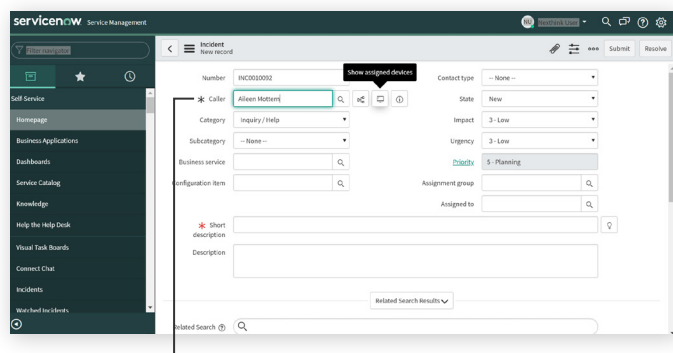 servicenow Service Management
NU Nexthink User
Filter navigator
Incident
New record
Submit Resolve
Self-Service
Homepage
Business Applications
Dashboards
Service Catalog
Knowledge
Help the Help Desk
Visual Task Boards
Connect Chat
Incidents
Watched Incidents
Number INC0010092
Show assigned devices
Caller Aileen Mottern
Category Inquiry / Help
Subcategory -- None --
Business service
Configuration item
Contact type -- None --
State New
Impact 3 - Low
Urgency 3 - Low
Priority 5 - Planning
Assignment group
Assigned to
Short
description
Description
Related Search Results
Related Search